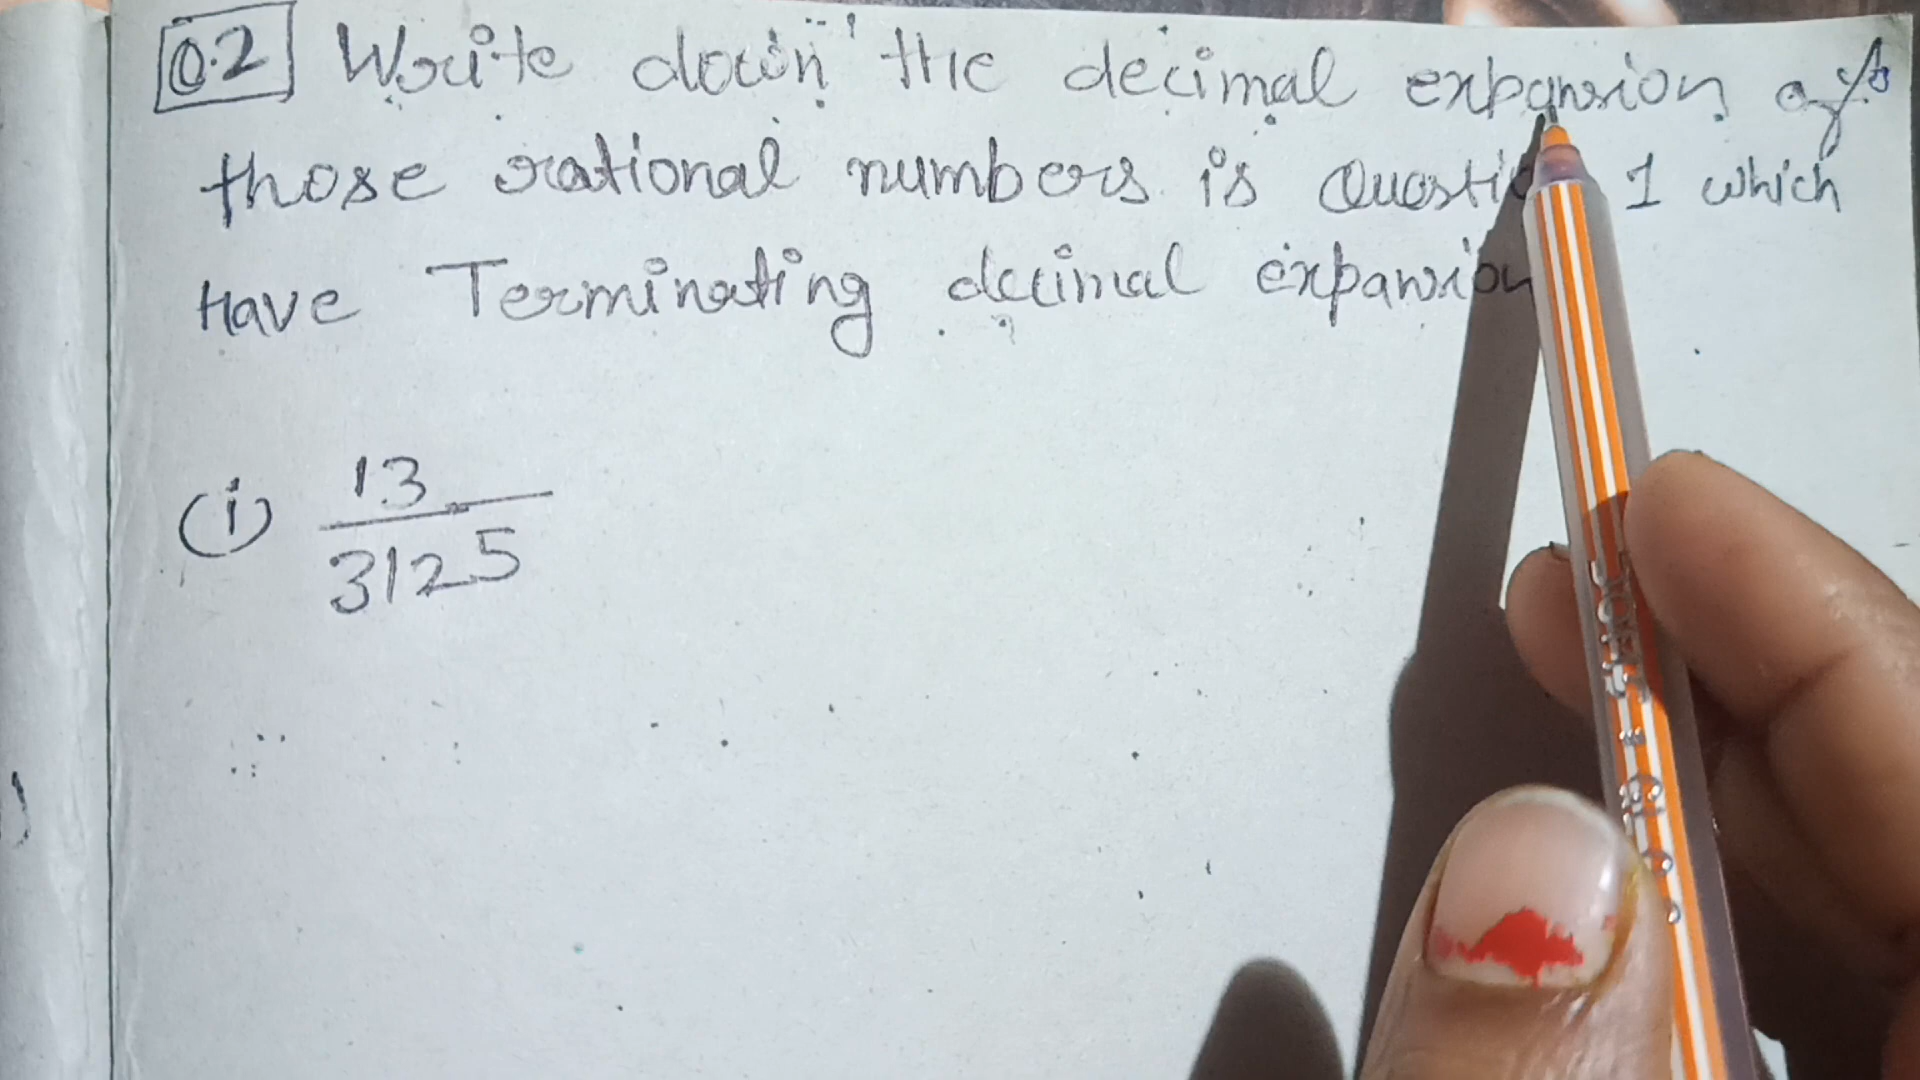 Q.2 Write down the decimal expansion of
those rational numbers is Question 1 which
Have Terminating decimal expansion
(i) 13
3125